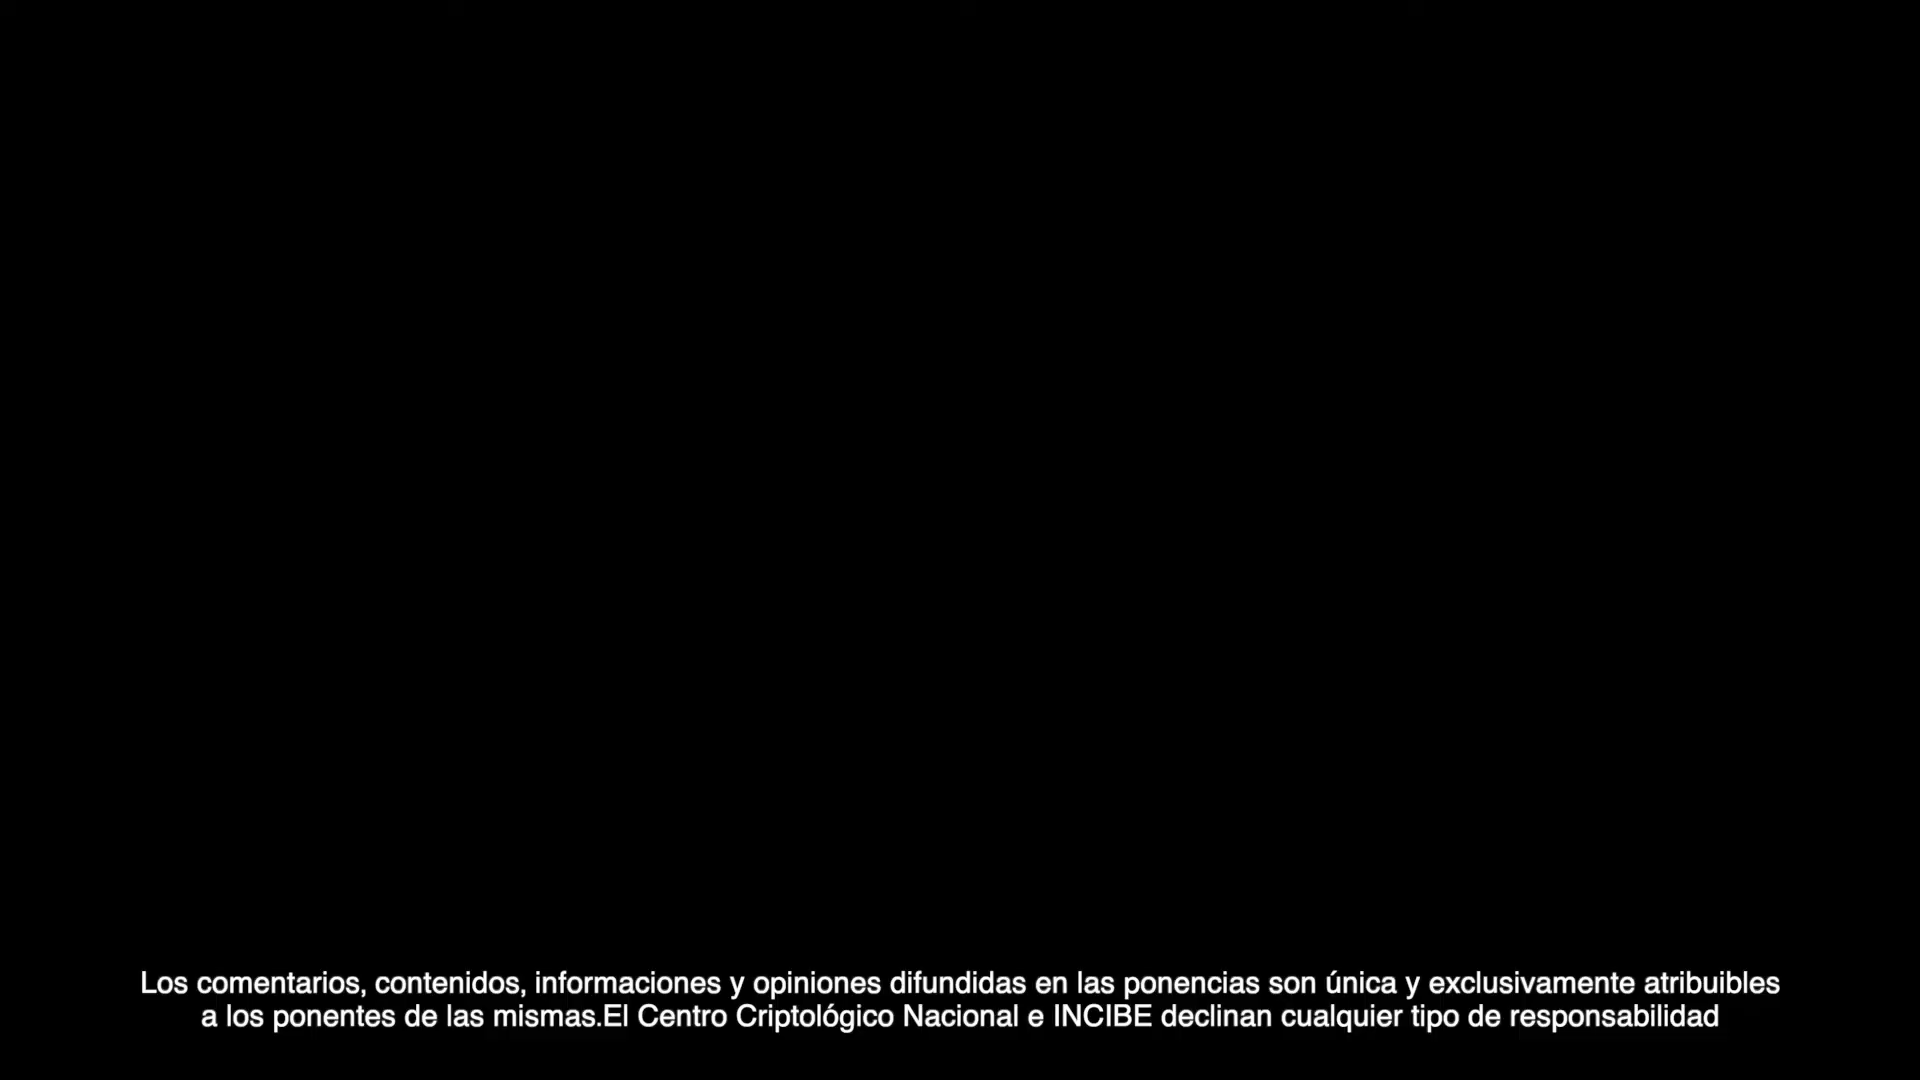 Los comentarios, contenidos, informaciones y opiniones difundidas en las ponencias son única y exclusivamente atribuibles
a los ponentes de las mismas.El Centro Criptológico Nacional e INCIBE declinan cualquier tipo de responsabilidad